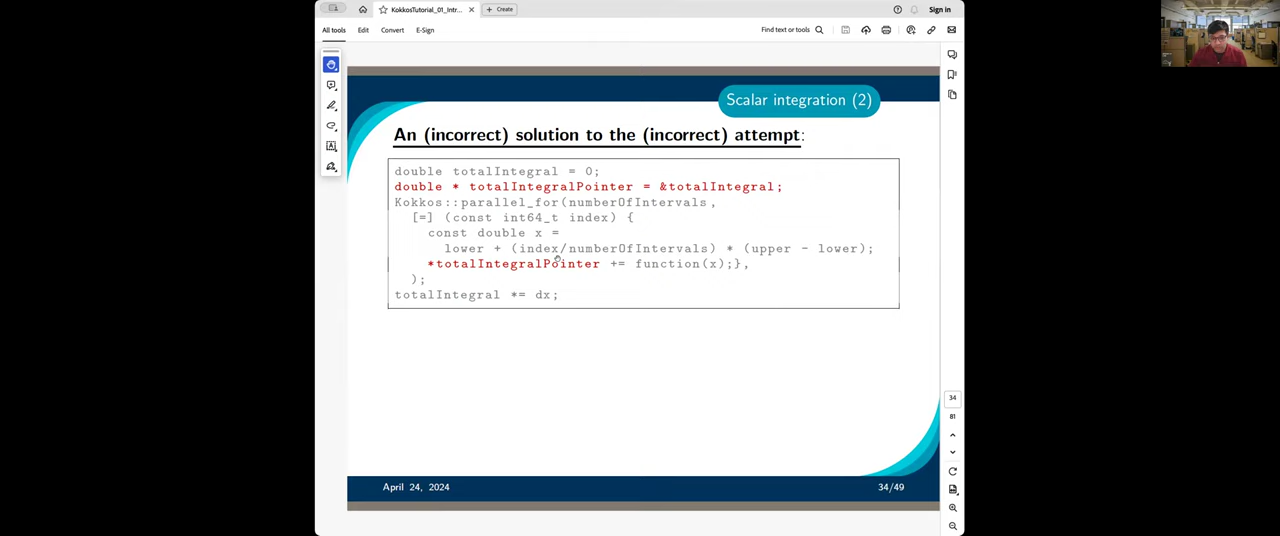 KokkosTutorial_01_Intr... × + Create
Sign in
All tools Edit Convert E-Sign
Find text or tools
Scalar integration (2)
An (incorrect) solution to the (incorrect) attempt:
double totalIntegral = 0;
double * totalIntegralPointer = &totalIntegral;
Kokkos::parallel_for(numberOfIntervals,
[=] (const int64_t index) {
const double x =
lower + (index/numberOfIntervals) * (upper - lower);
*totalIntegralPointer += function(x);},
);
totalIntegral *= dx;
34
81
April 24, 2024
34/49